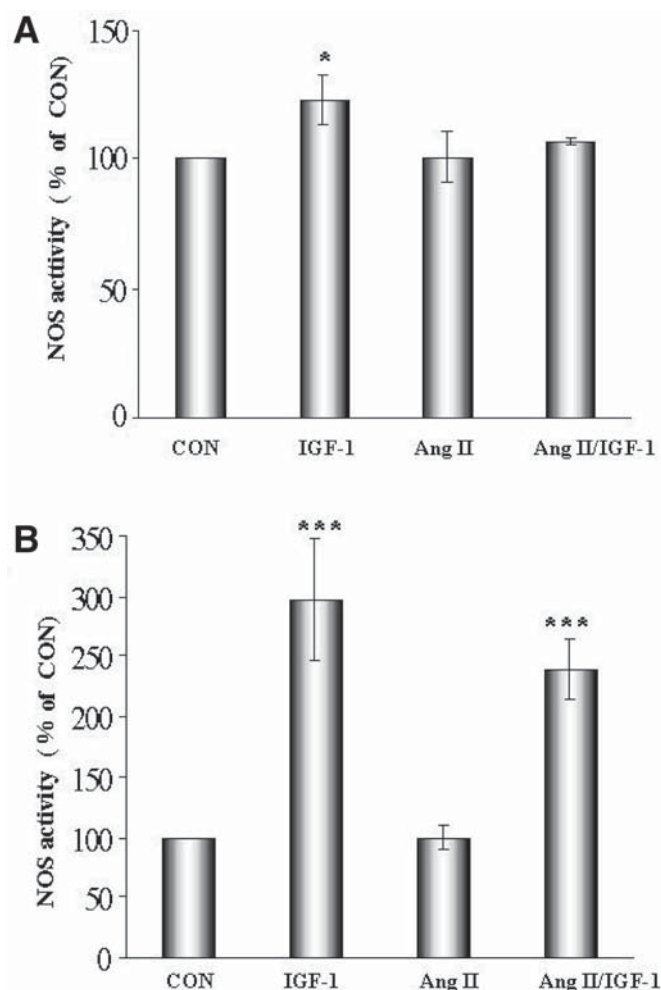 A
NOS acttivity ( % of CON)
150
100
50
0
*
CON IGF-1 Ang II Ang II/IGF-1
B
NOS activity ( % of CON)
350
300
250
200
150
100
50
0
***
***
CON IGF-1 Ang II Ang II/IGF-1